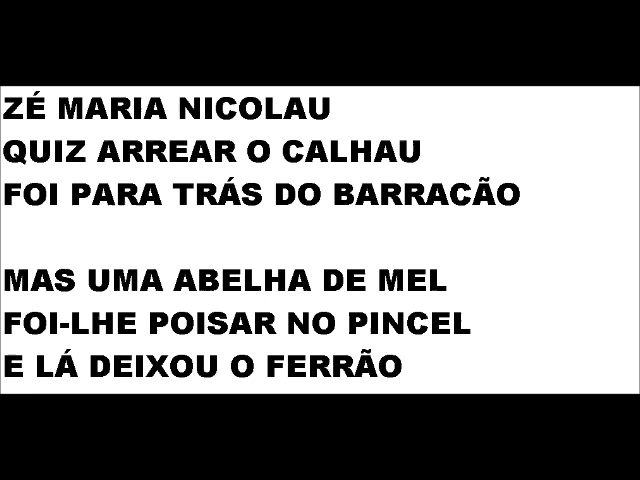 ZÉ MARIA NICOLAU
QUIZ ARREAR O CALHAU
FOI PARA TRÁS DO BARRACÃO
MAS UMA ABELHA DE MEL
FOI-LHE POISAR NO PINCEL
E LÁ DEIXOU O FERRÃO